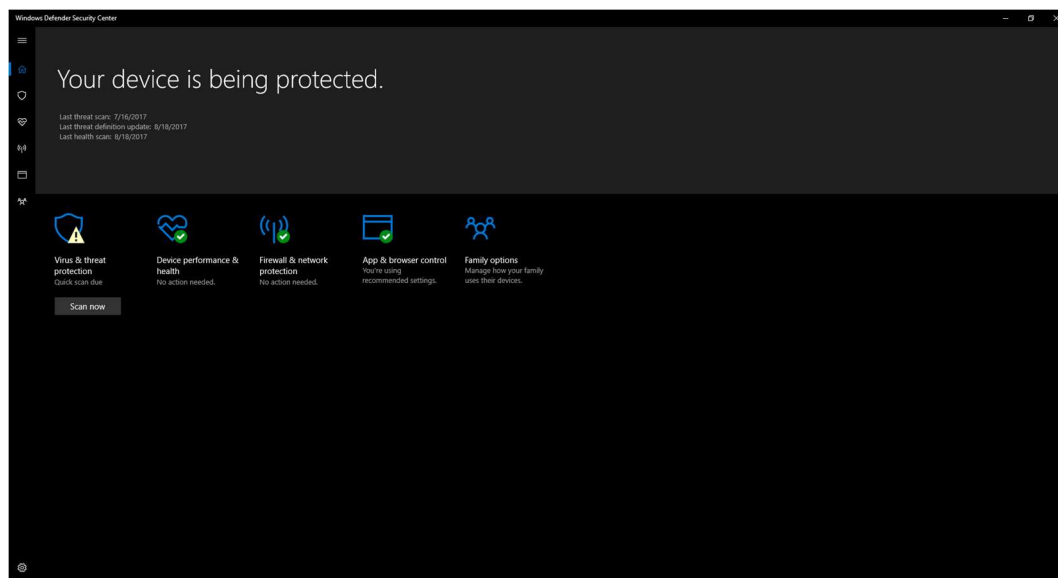 Windows Defender Security Center
Your device is being protected.
Last threat scan: 7/16/2017
Last threat definition update: 8/18/2017
Last health scan: 8/18/2017
Virus & threat
protection
Quick scan due
Scan now
Device performance &
health
No action needed.
Firewall & network
protection
No action needed.
App & browser control
You're using
recommended settings.
Family options
Manage how your family
uses their devices.